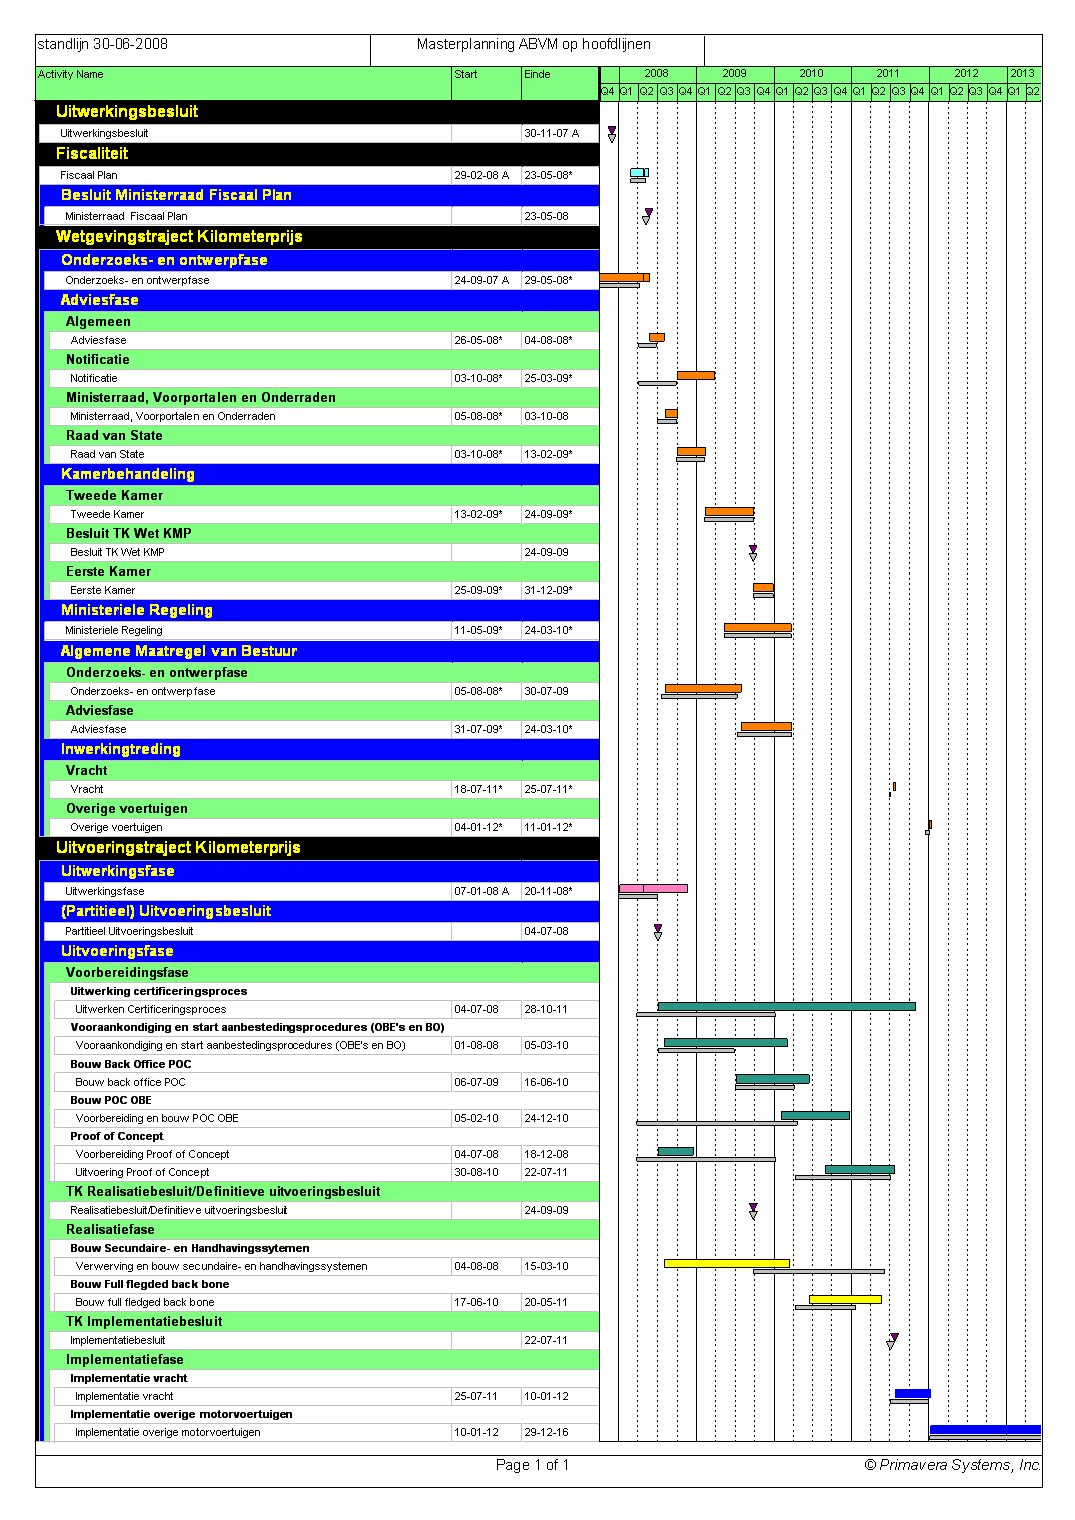 standlijn 30-06-2008 Masterplanning ABVM op hoofdlijnen
Activity Name Start Einde 2008 2009 2010 2011 2012 2013
Q4 Q1 Q2 Q3 Q4 Q1 Q2 Q3 Q4 Q1 Q2 Q3 Q4 Q1 Q2 Q3 Q4 Q1 Q2 Q3 Q4 Q1 Q2
Uitwerkingsbesluit
Uitwerkingsbesluit 30-11-07 A
Fiscaliteit
Fiscaal Plan 29-02-08 A 23-05-08*
Besluit Ministerraad Fiscaal Plan
Ministerraad Fiscaal Plan 23-05-08
Wetgevingstraject Kilometerprijs
Onderzoeks- en ontwerpfase
Onderzoeks- en ontwerpfase 24-09-07 A 29-05-08*
Adviesfase
Algemeen
Adviesfase 26-05-08* 04-08-08*
Notificatie
Notificatie 03-10-08* 25-03-09*
Ministerraad, Voorportalen en Onderraden
Ministerraad, Voorportalen en Onderraden 05-08-08* 03-10-08
Raad van State
Raad van State 03-10-08* 13-02-09*
Kamerbehandeling
Tweede Kamer
Tweede Kamer 13-02-09* 24-09-09*
Besluit TK Wet KMP
Besluit TK Wet KMP 24-09-09
Eerste Kamer
Eerste Kamer 25-09-09* 31-12-09*
Ministeriele Regeling
Ministeriele Regeling 11-05-09* 24-03-10*
Algemene Maatregel van Bestuur
Onderzoeks- en ontwerpfase
Onderzoeks- en ontwerpfase 05-08-08* 30-07-09
Adviesfase
Adviesfase 31-07-09* 24-03-10*
Inwerkingtreding
Vracht
Vracht 18-07-11* 25-07-11*
Overige voertuigen
Overige voertuigen 04-01-12* 11-01-12*
Uitvoeringstraject Kilometerprijs
Uitwerkingsfase
Uitwerkingsfase 07-01-08 A 20-11-08*
(Partitieel) Uitvoeringsbesluit
Partitieel Uitvoeringsbesluit 04-07-08
Uitvoeringsfase
Voorbereidingsfase
Uitwerking certificeringsproces
Uitwerken Certificeringsproces 04-07-08 28-10-11
Vooraankondiging en start aanbestedingsprocedures (OBE's en BO)
Vooraankondiging en start aanbestedingsprocedures (OBE's en BO) 01-08-08 05-03-10
Bouw Back Office POC
Bouw back office POC 06-07-09 16-06-10
Bouw POC OBE
Voorbereiding en bouw POC OBE 05-02-10 24-12-10
Proof of Concept
Voorbereiding Proof of Concept 04-07-08 18-12-08
Uitvoering Proof of Concept 30-08-10 22-07-11
TK Realisatiebesluit/Definitieve uitvoeringsbesluit
Realisatiebesluit/Definitieve uitvoeringsbesluit 24-09-09
Realisatiefase
Bouw Secundaire- en Handhavingssytemen
Verwerving en bouw secundaire- en handhavingssystemen 04-08-08 15-03-10
Bouw Full flegded back bone
Bouw full fledged back bone 17-06-10 20-05-11
TK Implementatiebesluit
Implementatiebesluit 22-07-11
Implementatiefase
Implementatie vracht
Implementatie vracht 25-07-11 10-01-12
Implementatie overige motorvoertuigen
Implementatie overige motorvoertuigen 10-01-12 29-12-16
Page 1 of 1 © Primavera Systems, Inc.